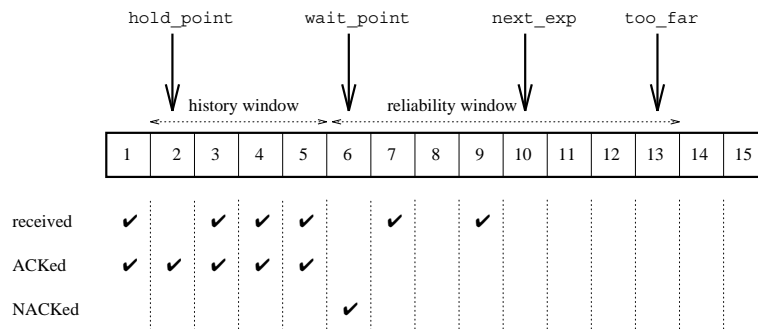 hold_point wait_point next_exp too_far
history window reliability window
1 2 3 4 5 6 7 8 9 10 11 12 13 14 15
received ✔ ✔ ✔ ✔ ✔ ✔
ACKed ✔ ✔ ✔ ✔ ✔
NACKed ✔